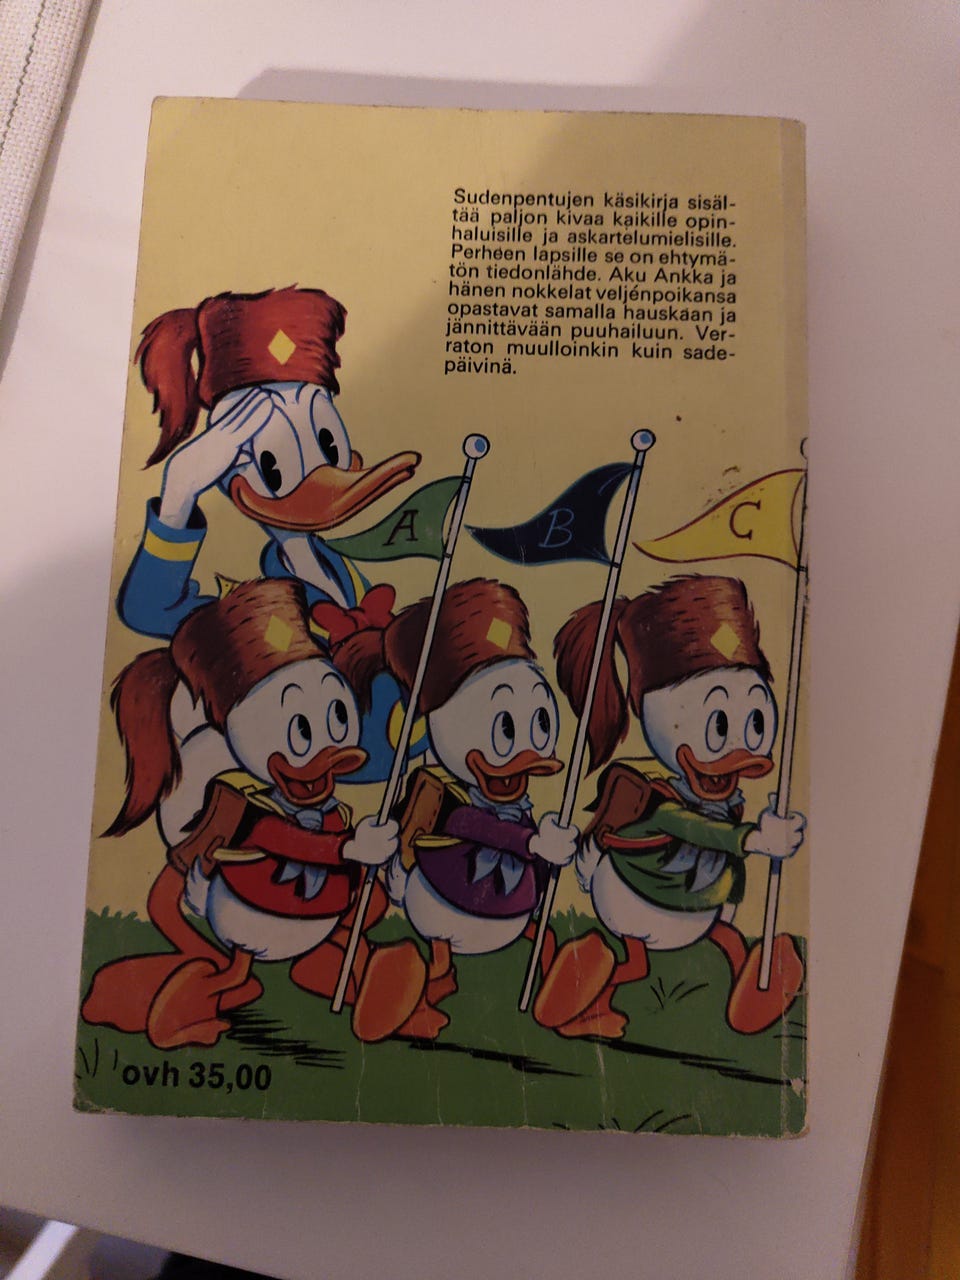 Sudenpentujen käsikirja sisäl-
tää paljon kivaa kaikille opin-
haluisille ja askartelumielisille.
Perheen lapsille se on ehtymä-
tön tiedonlähde. Aku Ankka ja
hänen nokkelat veljénpoikansa
opastavat samalla hauskaan ja
jännittävään puuhailuun. Ver-
raton muulloinkin kuin sade-
päivinä.
A B C
ovh 35,00